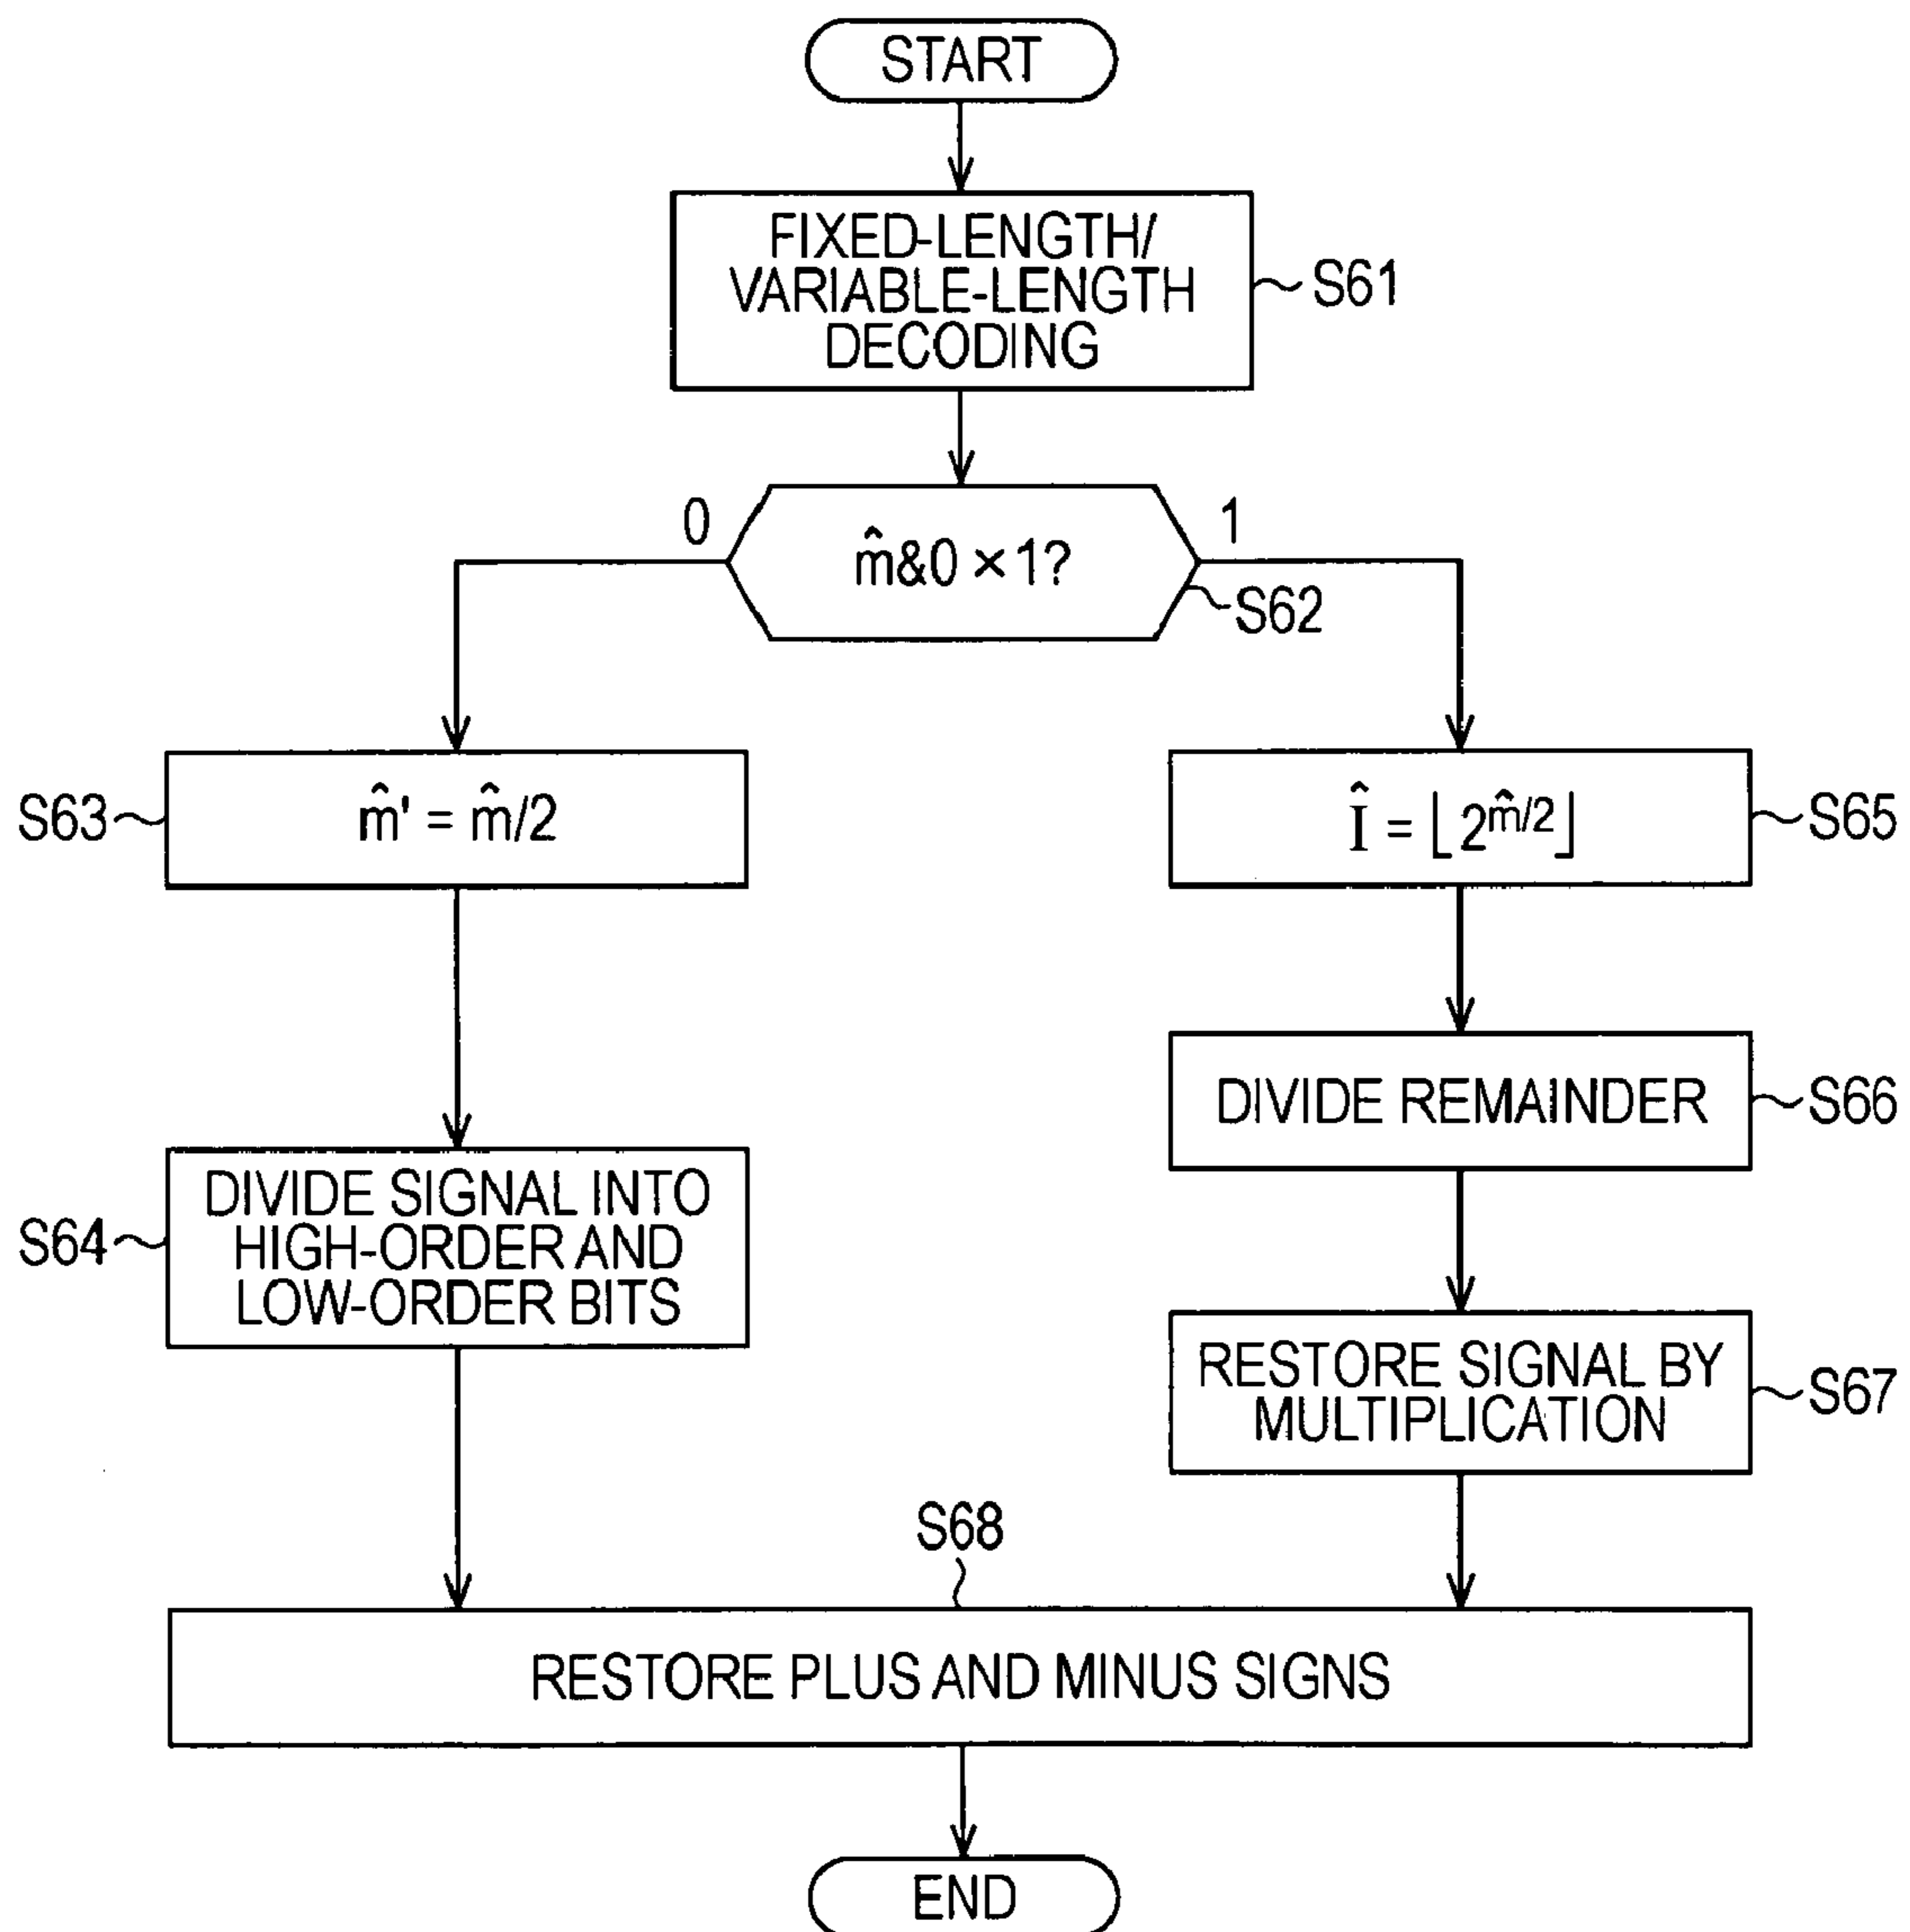 START
FIXED-LENGTH/
VARIABLE-LENGTH
DECODING
S61
0
1
m̂&0 × 1?
S62
S63
m̂' = m̂/2
Î = ⌊2^m̂/2⌋
S65
DIVIDE REMAINDER
S66
S64
DIVIDE SIGNAL INTO
HIGH-ORDER AND
LOW-ORDER BITS
RESTORE SIGNAL BY
MULTIPLICATION
S67
S68
RESTORE PLUS AND MINUS SIGNS
END